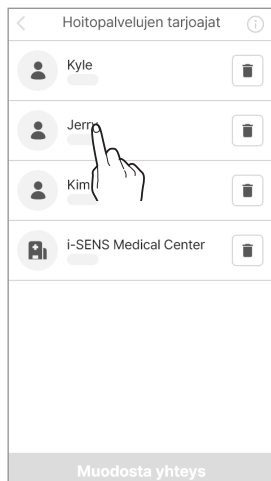 Hoitopalvelujen tarjoajat
Kyle
Jerry
Kim
i-SENS Medical Center
Muodosta yhteys